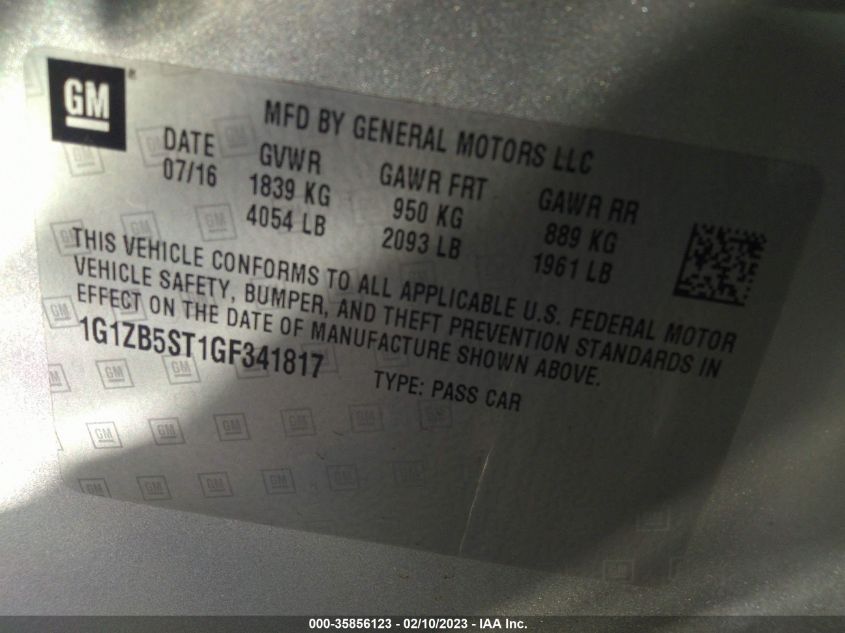 GM
MFD BY GENERAL MOTORS LLC
DATE GVWR GAWR FRT GAWR RR
07/16 1839 KG 950 KG 889 KG
4054 LB 2093 LB 1961 LB
THIS VEHICLE CONFORMS TO ALL APPLICABLE U.S. FEDERAL MOTOR
VEHICLE SAFETY, BUMPER, AND THEFT PREVENTION STANDARDS IN
EFFECT ON THE DATE OF MANUFACTURE SHOWN ABOVE.
1G1ZB5ST1GF341817 TYPE: PASS CAR
000-35856123 - 02/10/2023 - IAA Inc.